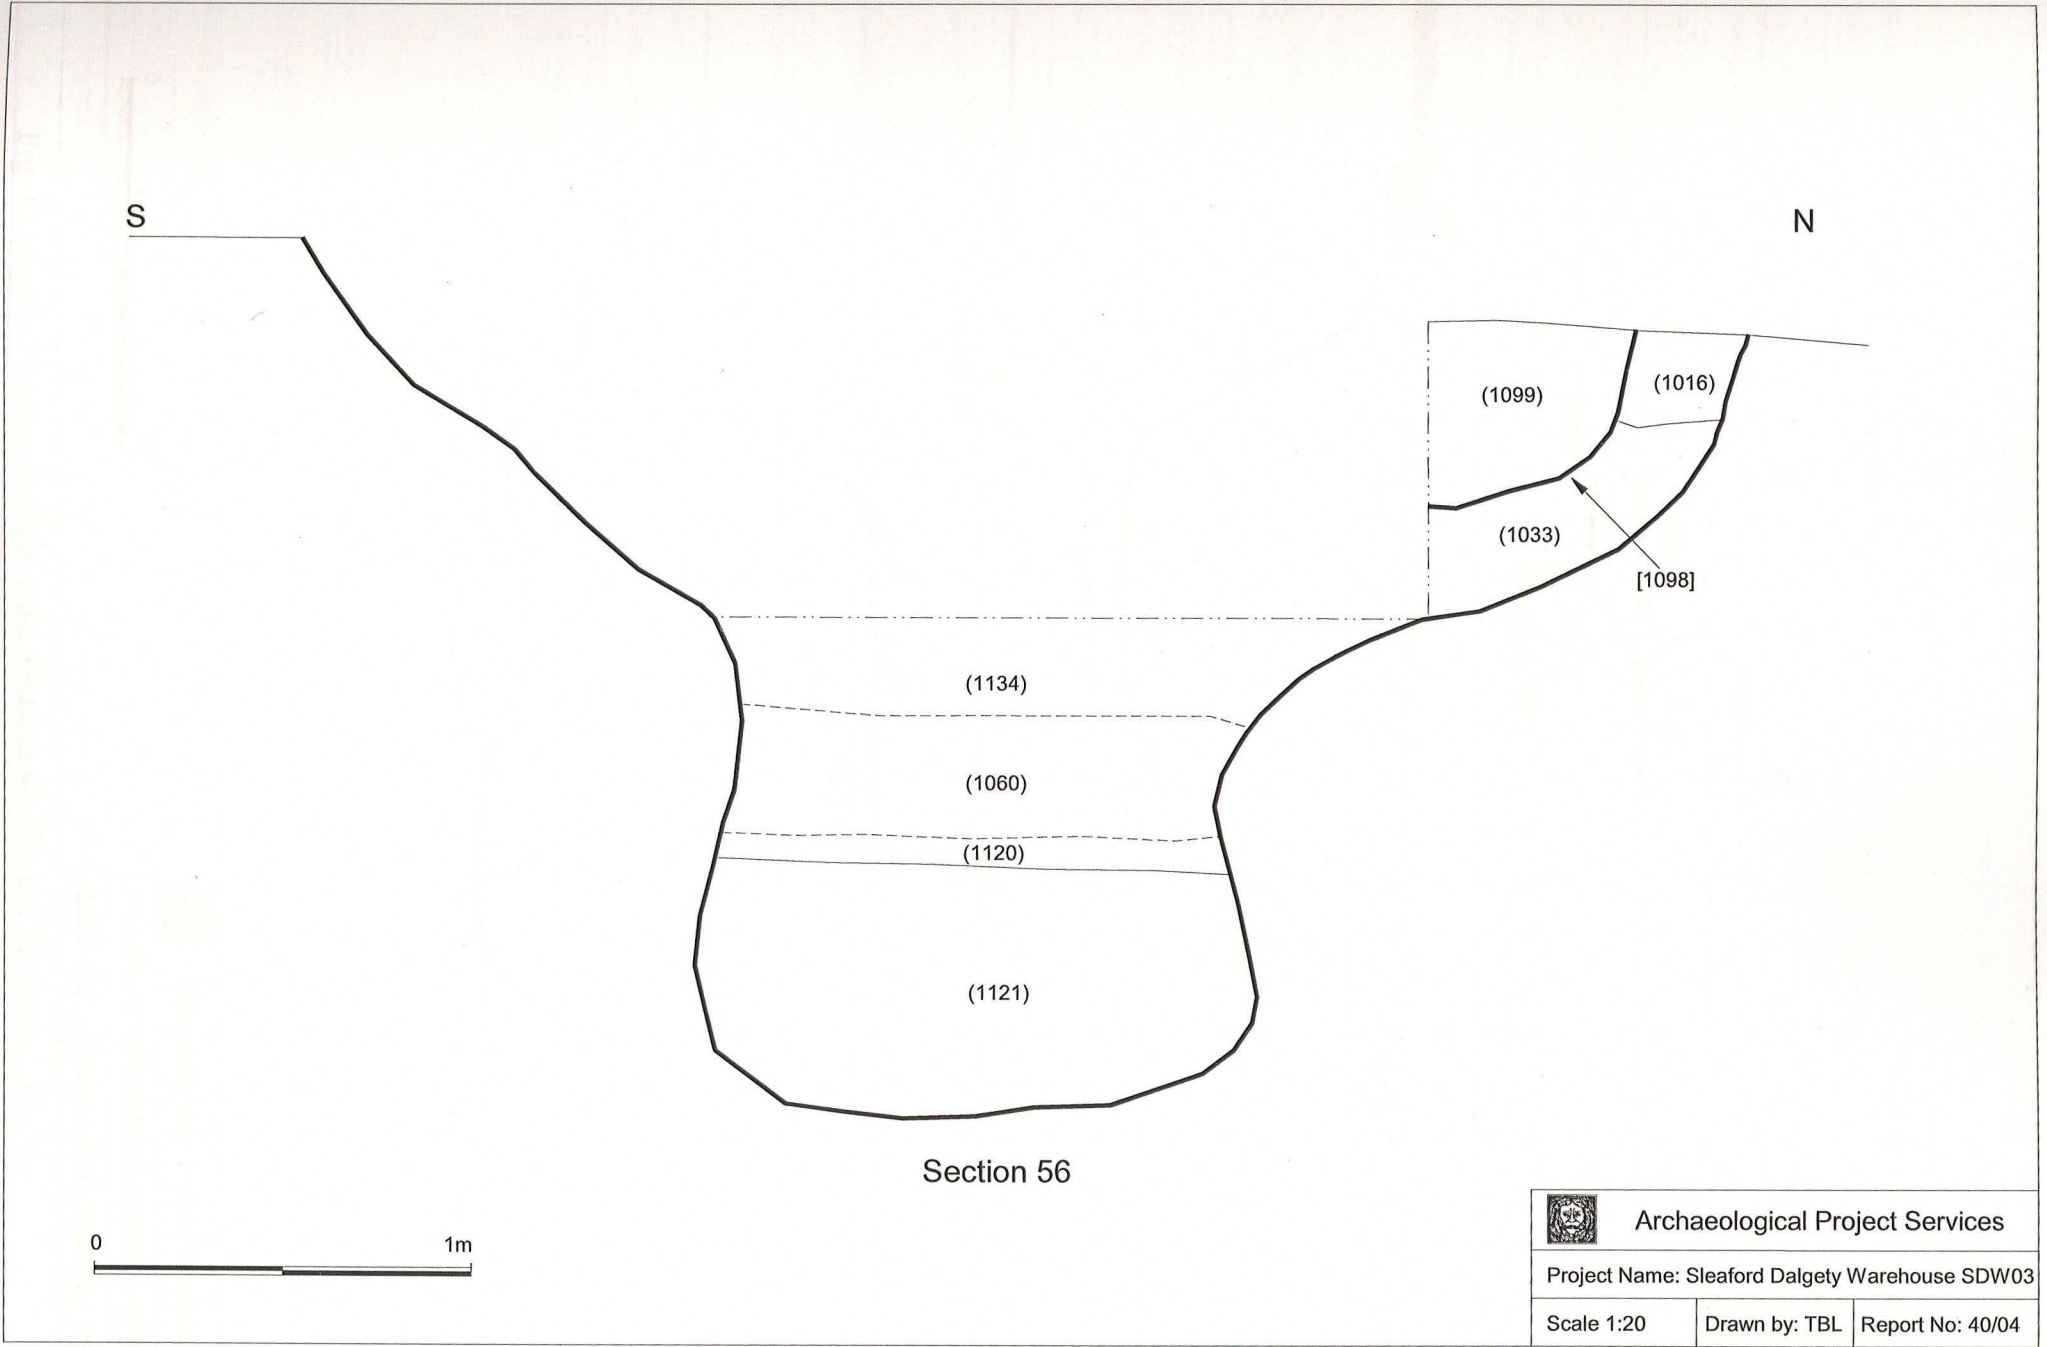 S
N
(1099)
(1016)
(1033)
[1098]
(1134)
(1060)
(1120)
(1121)
Section 56
0 1m
Archaeological Project Services
Project Name: Sleaford Dalgety Warehouse SDW03
Scale 1:20 Drawn by: TBL Report No: 40/04